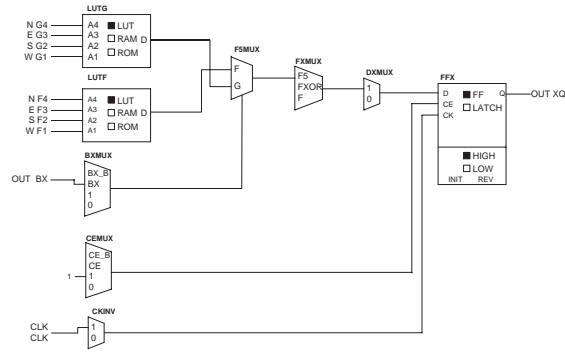 LUTG
N G4
E G3
S G2
W G1
A4
A3
A2
A1
LUT
RAM D
ROM
LUTF
N F4
E F3
S F2
W F1
A4
A3
A2
A1
LUT
RAM D
ROM
F5MUX
F
G
FXMUX
F5
FXOR
F
DXMUX
1
0
FFX
D
CE
CK
FF
LATCH
Q
OUT XQ
HIGH
LOW
INIT REV
BXMUX
OUT BX
BX_B
BX
1
0
CEMUX
CE_B
CE
1
1
0
CKINV
CLK
CLK
1
0